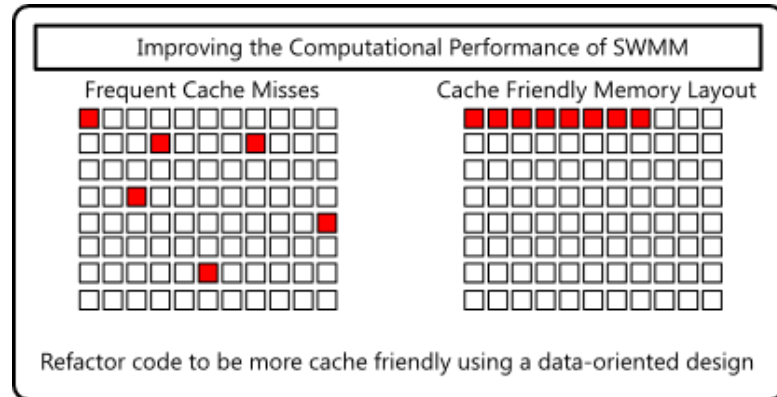 Improving the Computational Performance of SWMM
Frequent Cache Misses
Cache Friendly Memory Layout
Refactor code to be more cache friendly using a data-oriented design